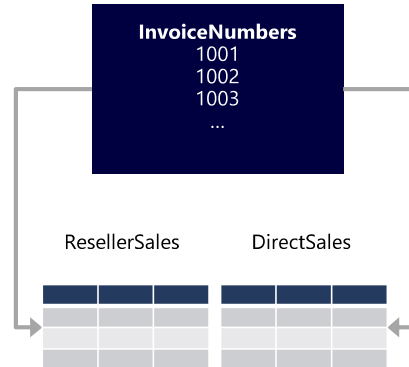 InvoiceNumbers
1001
1002
1003
...
ResellerSales
DirectSales